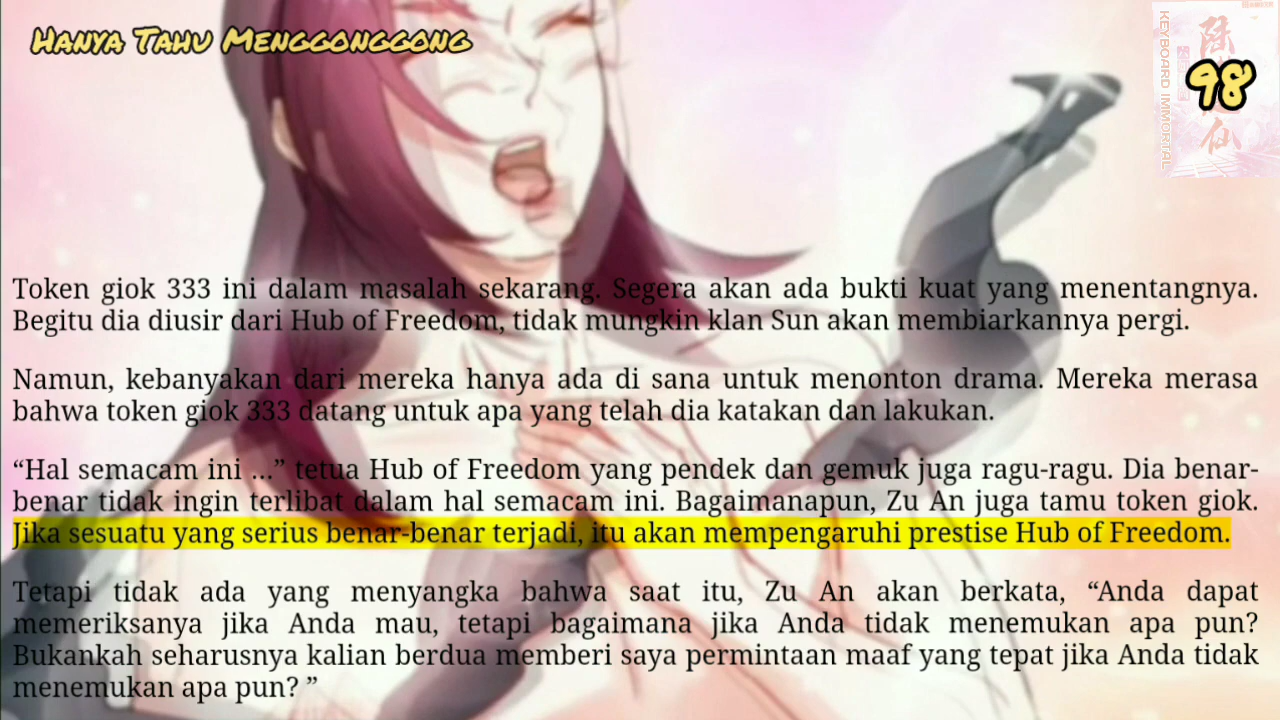 Hanya Tahu Menggonggong
98
KEYBOARD IMMORTAL
陆
仙
Token giok 333 ini dalam masalah sekarang. Segera akan ada bukti kuat yang menentangnya.
Begitu dia diusir dari Hub of Freedom, tidak mungkin klan Sun akan membiarkannya pergi.
Namun, kebanyakan dari mereka hanya ada di sana untuk menonton drama. Mereka merasa
bahwa token giok 333 datang untuk apa yang telah dia katakan dan lakukan.
“Hal semacam ini ...” tetua Hub of Freedom yang pendek dan gemuk juga ragu-ragu. Dia benar-
benar tidak ingin terlibat dalam hal semacam ini. Bagaimanapun, Zu An juga tamu token giok.
Jika sesuatu yang serius benar-benar terjadi, itu akan mempengaruhi prestise Hub of Freedom.
Tetapi tidak ada yang menyangka bahwa saat itu, Zu An akan berkata, “Anda dapat
memeriksanya jika Anda mau, tetapi bagaimana jika Anda tidak menemukan apa pun?
Bukankah seharusnya kalian berdua memberi saya permintaan maaf yang tepat jika Anda tidak
menemukan apa pun? ”